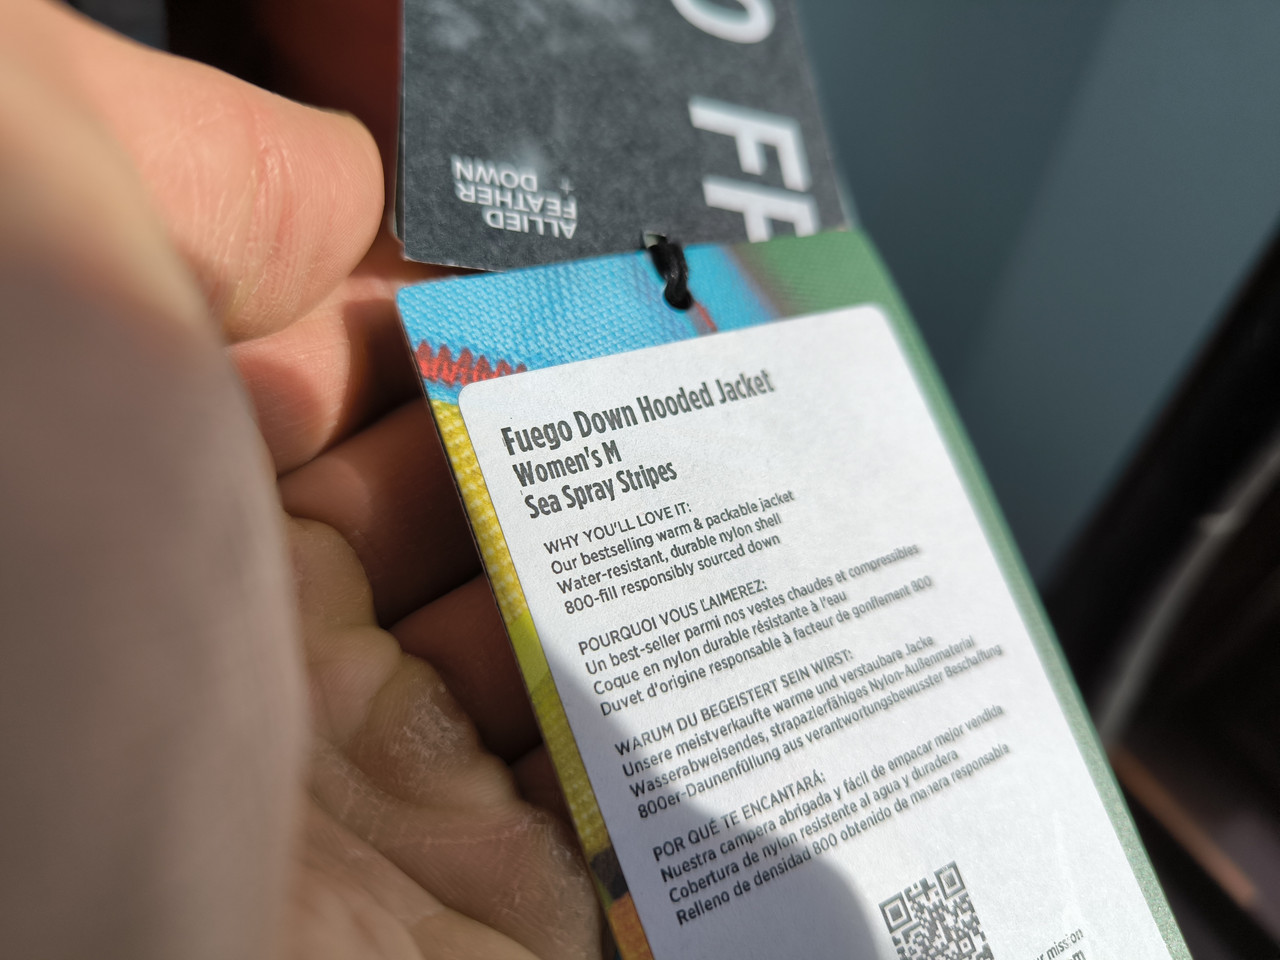 O FE
ALLIED
FEATHER
+
DOWN
Fuego Down Hooded Jacket
Women's M
Sea Spray Stripes
WHY YOU'LL LOVE IT:
Our bestselling warm & packable jacket
Water-resistant, durable nylon shell
800-fill responsibly sourced down
POURQUOI VOUS L'AIMEREZ:
Un best-seller parmi nos vestes chaudes et compressibles
Coque en nylon durable résistante à l'eau
Duvet d'origine responsable à facteur de gonflement 800
WARUM DU BEGEISTERT SEIN WIRST:
Unsere meistverkaufte warme und verstaubare Jacke
Wasserabweisendes, strapazierfähiges Nylon-Außenmaterial
800er-Daunenfüllung aus verantwortungsbewusster Beschaffung
POR QUÉ TE ENCANTARÁ:
Nuestra campera abrigada y fácil de empacar mejor vendida
Cobertura de nylon resistente al agua y duradera
Relleno de densidad 800 obtenido de manera responsable
mission